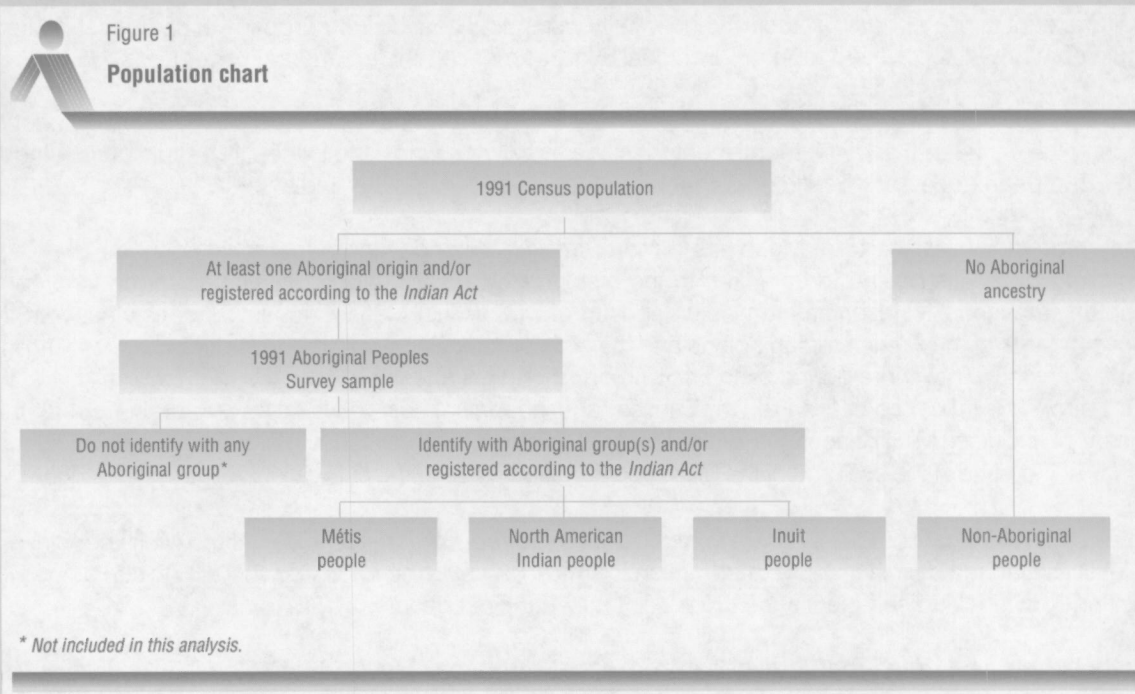 Figure 1
Population chart
1991 Census population
At least one Aboriginal origin and/or
registered according to the Indian Act
No Aboriginal
ancestry
1991 Aboriginal Peoples
Survey sample
Do not identify with any
Aboriginal group*
Identify with Aboriginal group(s) and/or
registered according to the Indian Act
Métis
people
North American
Indian people
Inuit
people
Non-Aboriginal
people
* Not included in this analysis.